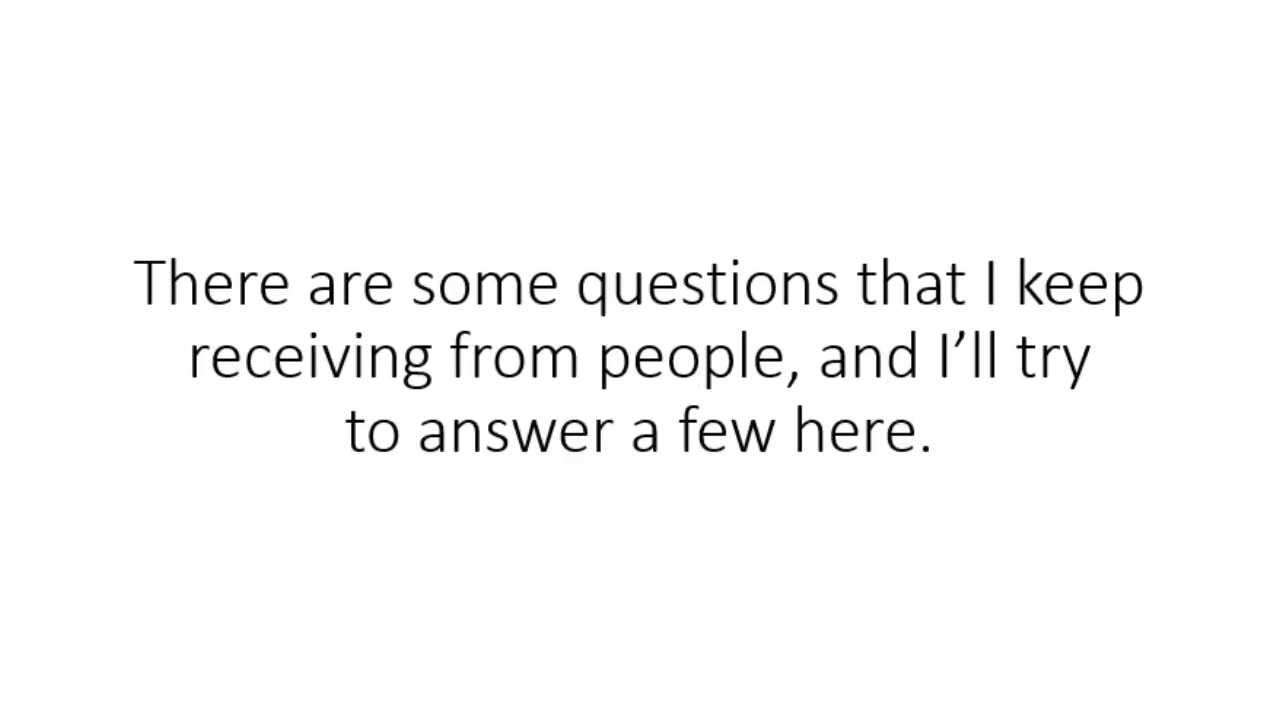 There are some questions that I keep
receiving from people, and I’ll try
to answer a few here.